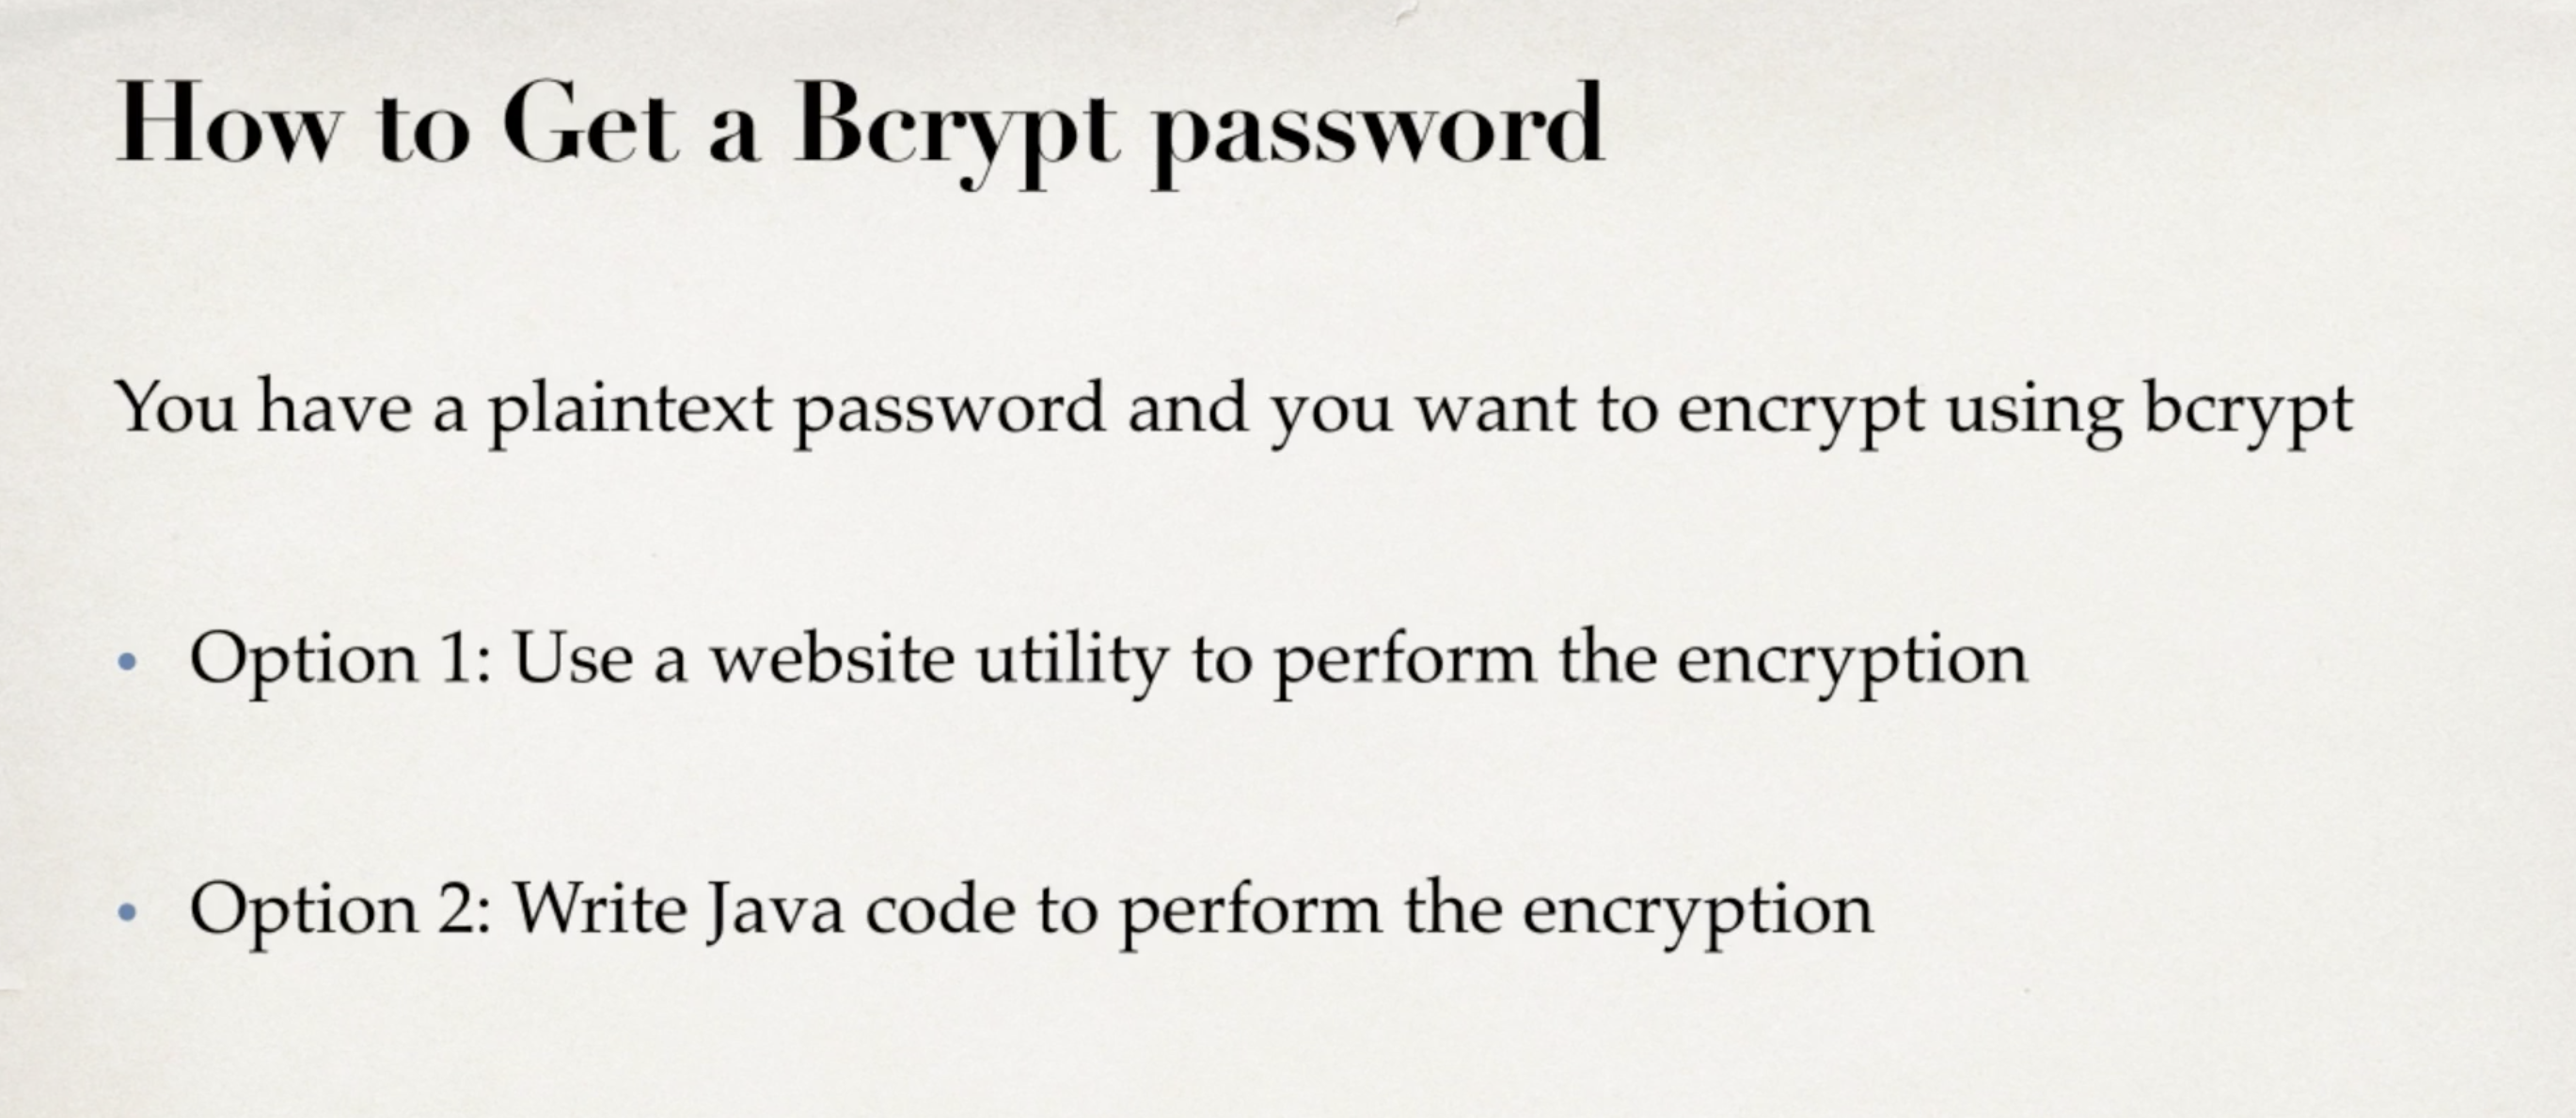 How to Get a Bcrypt password
You have a plaintext password and you want to encrypt using bcrypt
• Option 1: Use a website utility to perform the encryption
• Option 2: Write Java code to perform the encryption